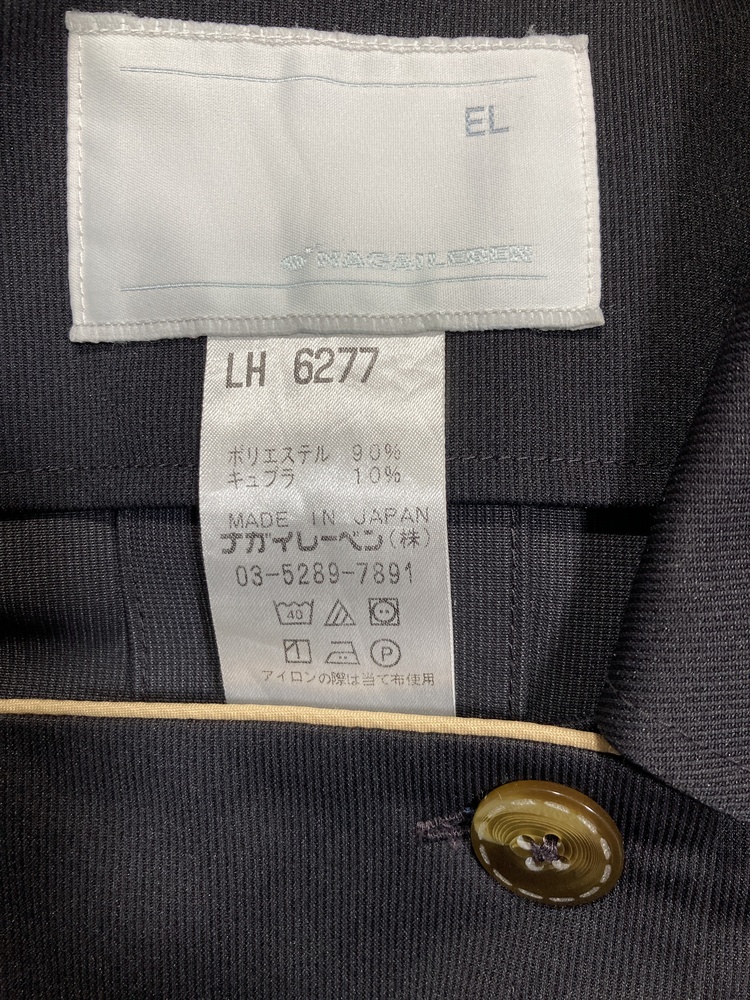 EL
NAGAILEBEN
LH 6277
ポリエステル 90%
キュプラ 10%
MADE IN JAPAN
ナガイレーベン(株)
03-5289-7891
40
1
P
アイロンの際は当て布使用